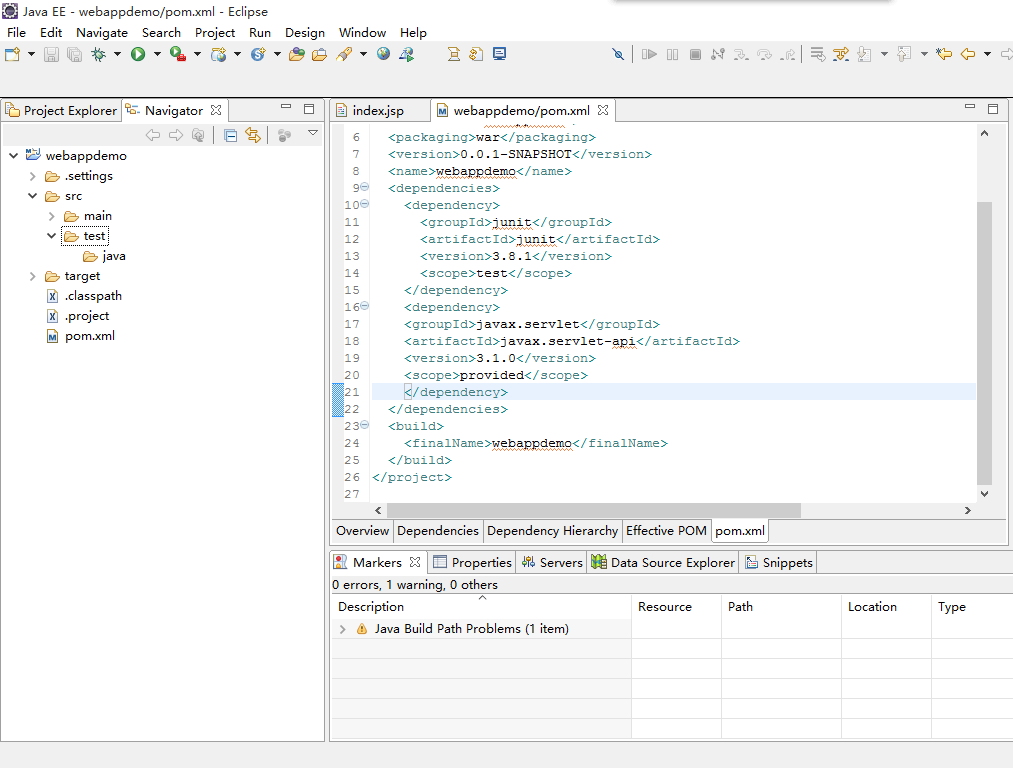 Java EE - webappdemo/pom.xml - Eclipse
File Edit Navigate Search Project Run Design Window Help
Project Explorer Navigator
webappdemo
.settings
src
main
test
java
target
.classpath
.project
pom.xml
index.jsp webappdemo/pom.xml
6 <packaging>war</packaging>
7 <version>0.0.1-SNAPSHOT</version>
8 <name>webappdemo</name>
9 <dependencies>
10 <dependency>
11 <groupId>junit</groupId>
12 <artifactId>junit</artifactId>
13 <version>3.8.1</version>
14 <scope>test</scope>
15 </dependency>
16 <dependency>
17 <groupId>javax.servlet</groupId>
18 <artifactId>javax.servlet-api</artifactId>
19 <version>3.1.0</version>
20 <scope>provided</scope>
21 </dependency>
22 </dependencies>
23 <build>
24 <finalName>webappdemo</finalName>
25 </build>
26 </project>
27
Overview Dependencies Dependency Hierarchy Effective POM pom.xml
Markers Properties Servers Data Source Explorer Snippets
0 errors, 1 warning, 0 others
Description Resource Path Location Type
Java Build Path Problems (1 item)